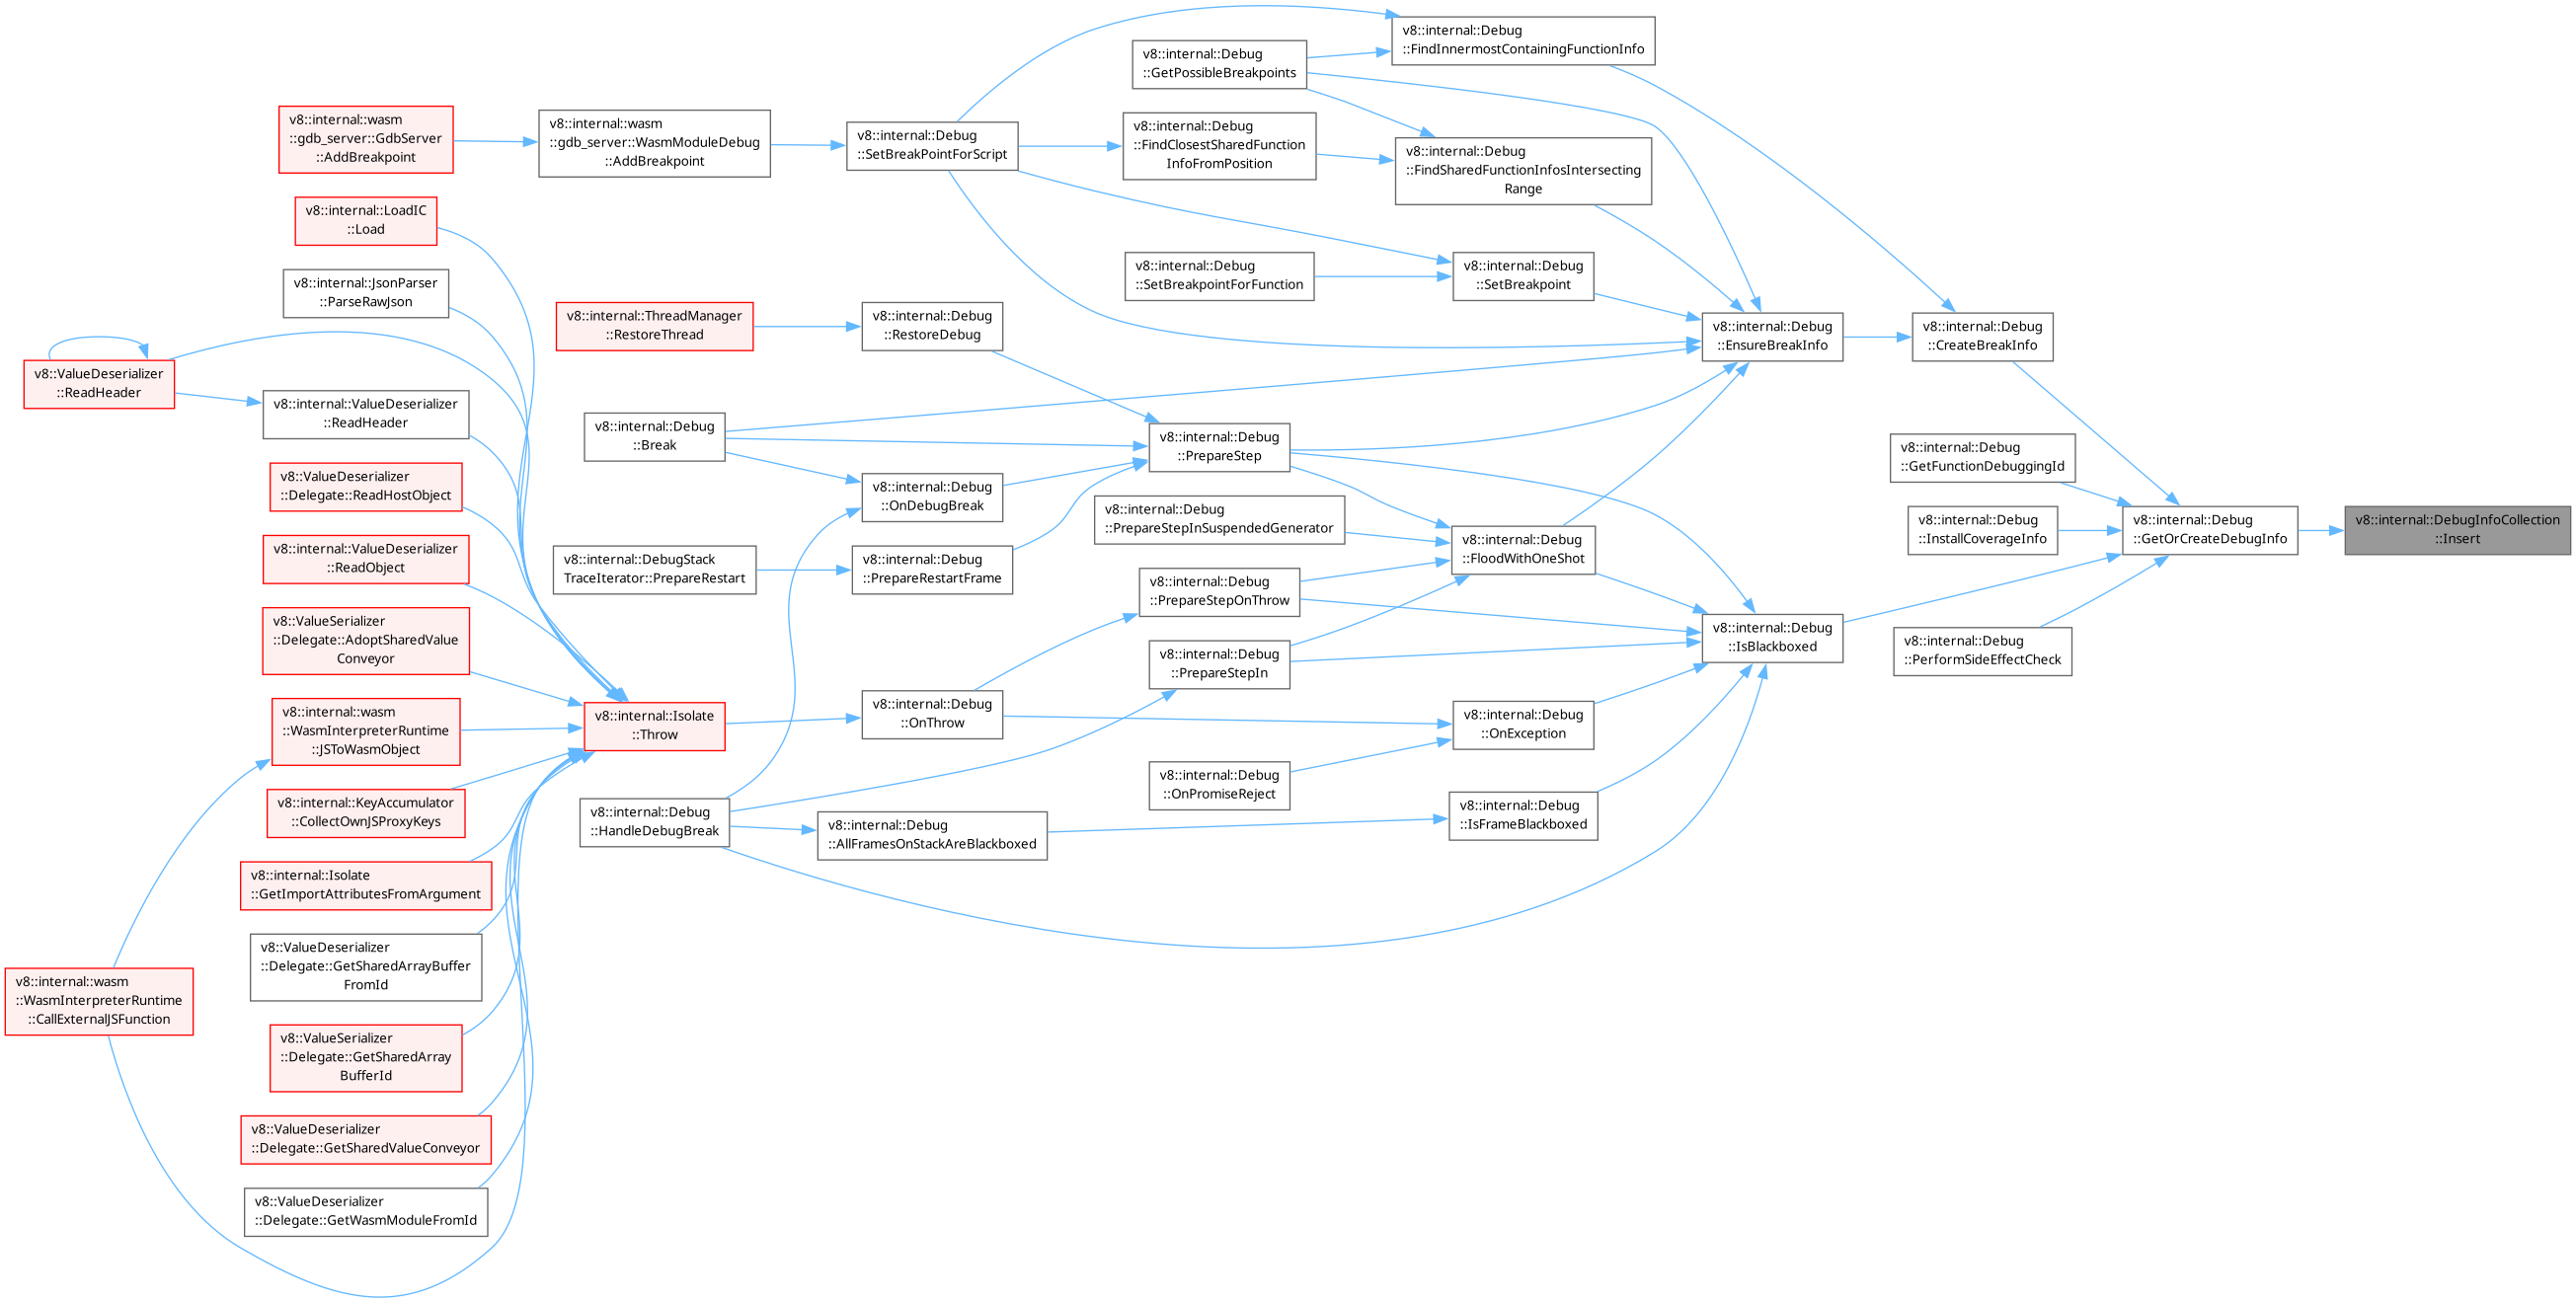 v8::internal::Debug
::FindInnermostContainingFunctionInfo
v8::internal::Debug
::GetPossibleBreakpoints
v8::internal::wasm
::gdb_server::GdbServer
::AddBreakpoint
v8::internal::wasm
::gdb_server::WasmModuleDebug
::AddBreakpoint
v8::internal::Debug
::SetBreakPointForScript
v8::internal::Debug
::FindClosestSharedFunction
InfoFromPosition
v8::internal::Debug
::FindSharedFunctionInfosIntersecting
Range
v8::internal::LoadIC
::Load
v8::internal::JsonParser
::ParseRawJson
v8::internal::Debug
::SetBreakpointForFunction
v8::internal::Debug
::SetBreakpoint
v8::internal::ThreadManager
::RestoreThread
v8::internal::Debug
::RestoreDebug
v8::internal::Debug
::EnsureBreakInfo
v8::internal::Debug
::CreateBreakInfo
v8::ValueDeserializer
::ReadHeader
v8::internal::ValueDeserializer
::ReadHeader
v8::internal::Debug
::Break
v8::internal::Debug
::PrepareStep
v8::internal::Debug
::GetFunctionDebuggingId
v8::ValueDeserializer
::Delegate::ReadHostObject
v8::internal::Debug
::OnDebugBreak
v8::internal::Debug
::PrepareStepInSuspendedGenerator
v8::internal::Debug
::InstallCoverageInfo
v8::internal::Debug
::GetOrCreateDebugInfo
v8::internal::DebugInfoCollection
::Insert
v8::internal::ValueDeserializer
::ReadObject
v8::internal::DebugStack
TraceIterator::PrepareRestart
v8::internal::Debug
::PrepareRestartFrame
v8::internal::Debug
::FloodWithOneShot
v8::internal::Debug
::PrepareStepOnThrow
v8::ValueSerializer
::Delegate::AdoptSharedValue
Conveyor
v8::internal::Debug
::PrepareStepIn
v8::internal::Debug
::IsBlackboxed
v8::internal::Debug
::PerformSideEffectCheck
v8::internal::wasm
::WasmInterpreterRuntime
::JSToWasmObject
v8::internal::Isolate
::Throw
v8::internal::Debug
::OnThrow
v8::internal::Debug
::OnException
v8::internal::Debug
::OnPromiseReject
v8::internal::KeyAccumulator
::CollectOwnJSProxyKeys
v8::internal::Debug
::HandleDebugBreak
v8::internal::Debug
::AllFramesOnStackAreBlackboxed
v8::internal::Debug
::IsFrameBlackboxed
v8::internal::Isolate
::GetImportAttributesFromArgument
v8::ValueDeserializer
::Delegate::GetSharedArrayBuffer
FromId
v8::internal::wasm
::WasmInterpreterRuntime
::CallExternalJSFunction
v8::ValueSerializer
::Delegate::GetSharedArray
BufferId
v8::ValueDeserializer
::Delegate::GetSharedValueConveyor
v8::ValueDeserializer
::Delegate::GetWasmModuleFromId